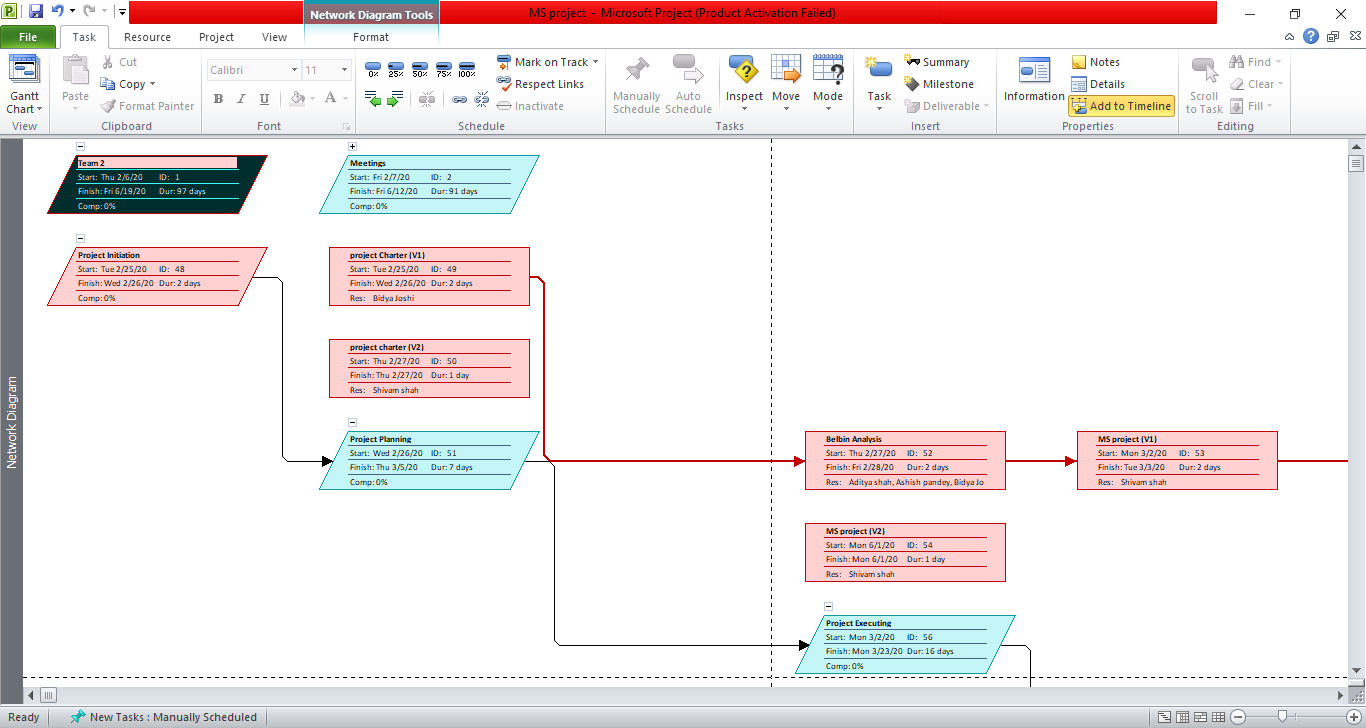 Network Diagram Tools
MS project - Microsoft Project (Product Activation Failed)
File Task Resource Project View Format
Gantt Chart
View
Paste
Cut
Copy
Format Painter
Clipboard
Calibri 11
B I U A
Font
0% 25% 50% 75% 100%
Mark on Track
Respect Links
Inactivate
Schedule
Manually Schedule
Auto Schedule
Inspect
Move
Mode
Tasks
Task
Summary
Milestone
Deliverable
Insert
Information
Notes
Details
Add to Timeline
Properties
Scroll to Task
Find
Clear
Fill
Editing
Network Diagram
Team 2
Start: Thu 2/6/20 ID: 1
Finish: Fri 6/19/20 Dur: 97 days
Comp: 0%
Meetings
Start: Fri 2/7/20 ID: 2
Finish: Fri 6/12/20 Dur: 91 days
Comp: 0%
Project Initiation
Start: Tue 2/25/20 ID: 48
Finish: Wed 2/26/20 Dur: 2 days
Comp: 0%
project Charter (V1)
Start: Tue 2/25/20 ID: 49
Finish: Wed 2/26/20 Dur: 2 days
Res: Bidya Joshi
project charter (V2)
Start: Thu 2/27/20 ID: 50
Finish: Thu 2/27/20 Dur: 1 day
Res: Shivam shah
Project Planning
Start: Wed 2/26/20 ID: 51
Finish: Thu 3/5/20 Dur: 7 days
Comp: 0%
Belbin Analysis
Start: Thu 2/27/20 ID: 52
Finish: Fri 2/28/20 Dur: 2 days
Res: Aditya shah, Ashish pandey, Bidya Jo
MS project (V1)
Start: Mon 3/2/20 ID: 53
Finish: Tue 3/3/20 Dur: 2 days
Res: Shivam shah
MS project (V2)
Start: Mon 6/1/20 ID: 54
Finish: Mon 6/1/20 Dur: 1 day
Res: Shivam shah
Project Executing
Start: Mon 3/2/20 ID: 56
Finish: Mon 3/23/20 Dur: 16 days
Comp: 0%
Ready New Tasks : Manually Scheduled